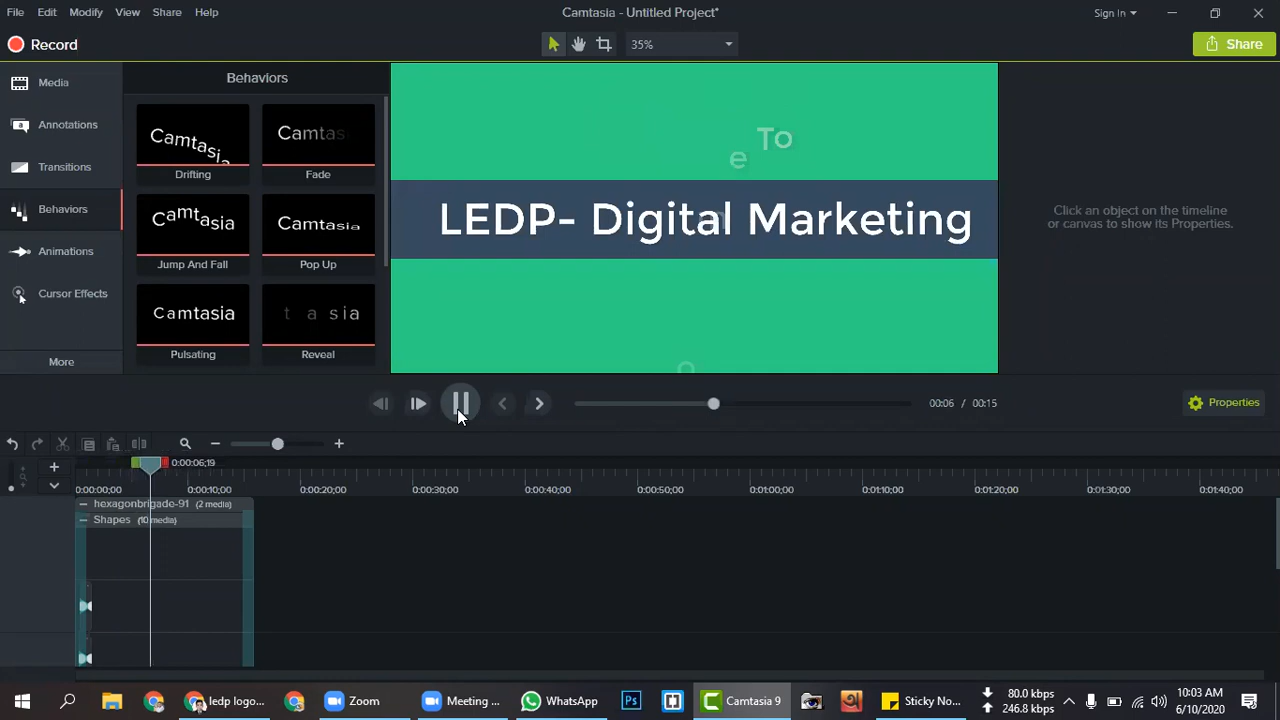 File Edit Modify View Share Help
Camtasia - Untitled Project*
Sign In
Record
35%
Share
Media
Annotations
Transitions
Behaviors
Animations
Cursor Effects
More
Behaviors
Camtasia Camtasia
Drifting Fade
Camtasia Camtasia
Jump And Fall Pop Up
Camtasia t a sia
Pulsating Reveal
To
e
LEDP- Digital Marketing
Click an object on the timeline
or canvas to show its Properties.
00:06 / 00:15
Properties
0:00:06;19
0:00:00;00 0:00:10;00 0:00:20;00 0:00:30;00 0:00:40;00 0:00:50;00 0:01:00;00 0:01:10;00 0:01:20;00 0:01:30;00 0:01:40;00
hexagonbrigade-91 (2 media)
Shapes (10 media)
ledp logo... Zoom Meeting ... WhatsApp Ps Camtasia 9 অ Sticky No...
80.0 kbps
246.8 kbps
10:03 AM
6/10/2020